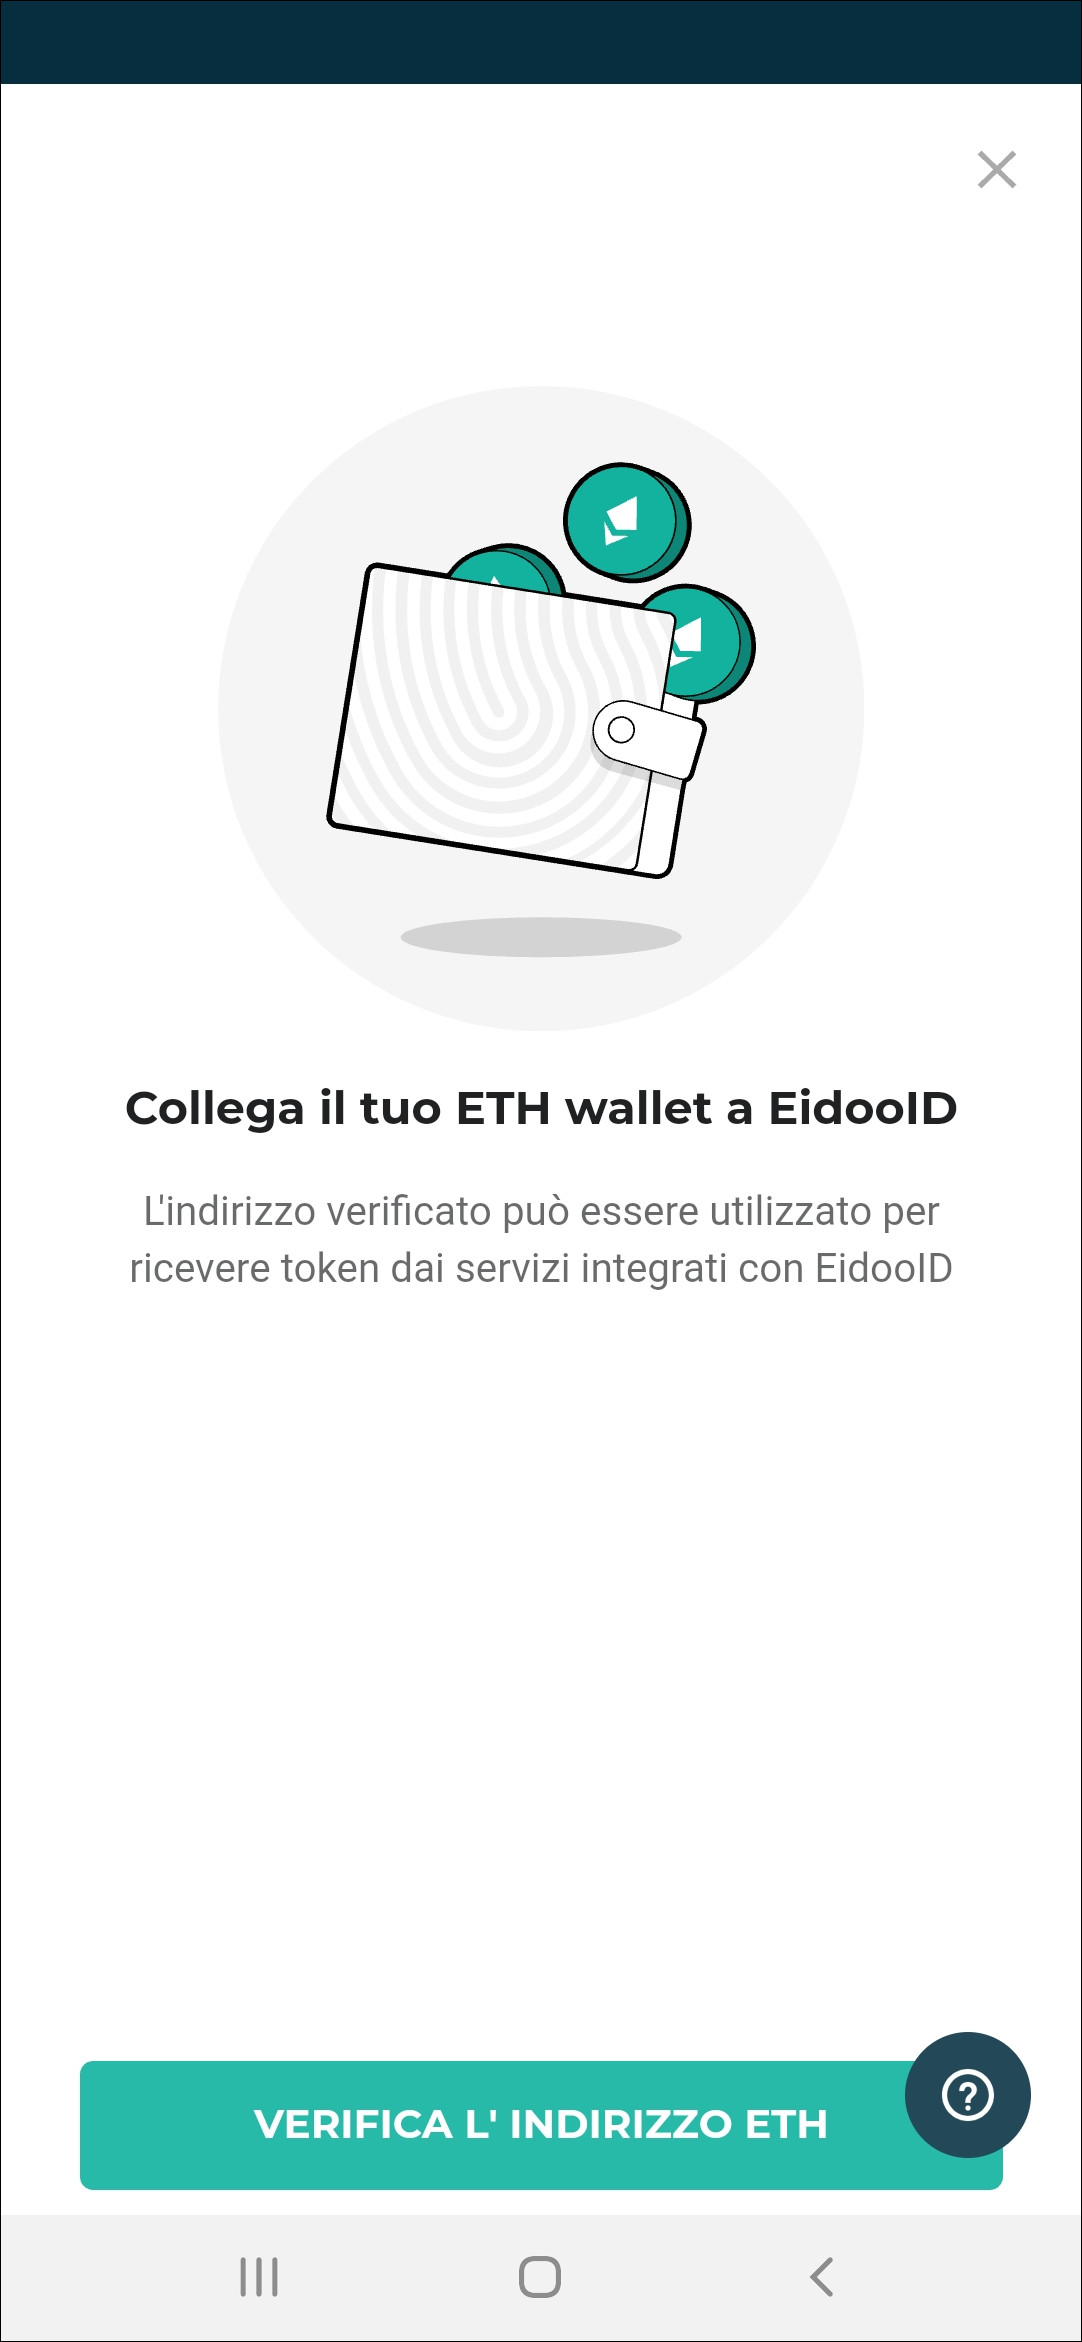 Collega il tuo ETH wallet a EidooID
L'indirizzo verificato può essere utilizzato per
ricevere token dai servizi integrati con EidooID
VERIFICA L' INDIRIZZO ETH
?